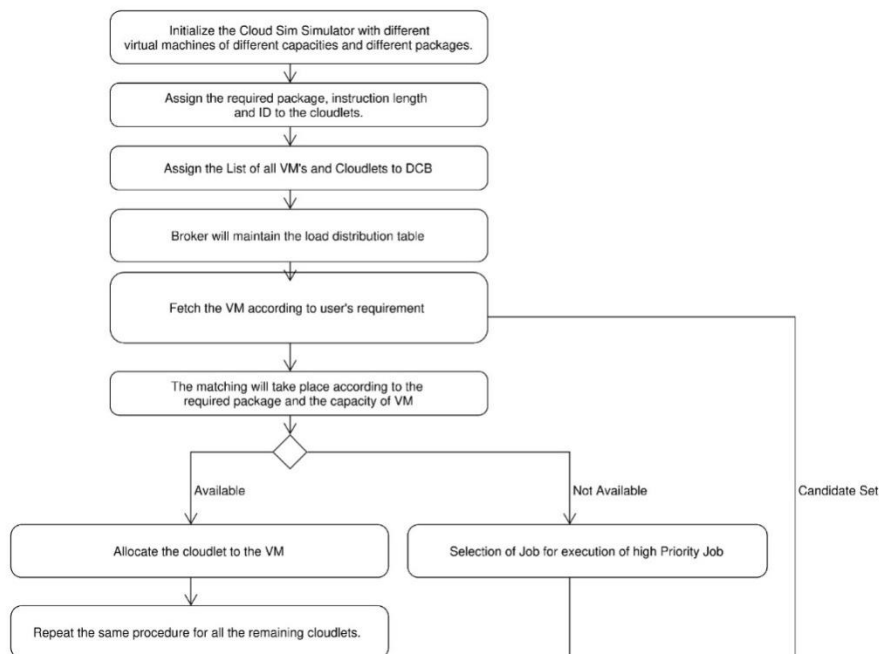 Initialize the Cloud Sim Simulator with different
virtual machines of different capacities and different packages.
Assign the required package, instruction length
and ID to the cloudlets.
Assign the List of all VM's and Cloudlets to DCB
Broker will maintain the load distribution table
Fetch the VM according to user's requirement
The matching will take place according to the
required package and the capacity of VM
Available
Not Available
Candidate Set
Allocate the cloudlet to the VM
Selection of Job for execution of high Priority Job
Repeat the same procedure for all the remaining cloudlets.